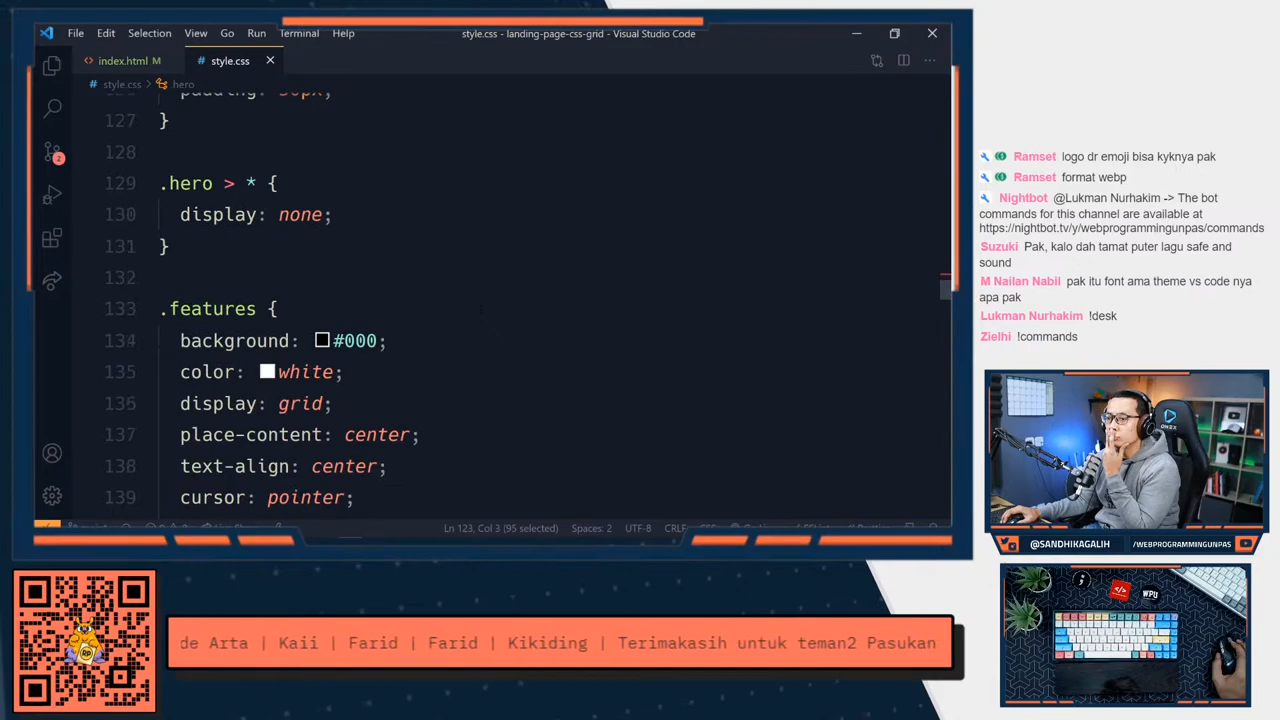 File Edit Selection View Go Run Terminal Help
style.css - landing-page-css-grid - Visual Studio Code
index.html M
style.css
style.css > .hero
127 }
128
129 .hero > * {
130 display: none;
131 }
132
133 .features {
134 background: #000;
135 color: white;
136 display: grid;
137 place-content: center;
138 text-align: center;
139 cursor: pointer;
2
Ln 123, Col 3 (95 selected) Spaces: 2 UTF-8 CRLF
Ramset logo dr emoji bisa kyknya pak
Ramset format webp
Nightbot @Lukman Nurhakim -> The bot
commands for this channel are available at
https://nightbot.tv/y/webprogrammingunpas/commands
Suzuki Pak, kalo dah tamat puter lagu safe and
sound
M Nailan Nabii pak itu font ama theme vs code nya
apa pak
Lukman Nurhakim !desk
Zielhi !commands
@SANDHIKAGALIH /WEBPROGRAMMINGUNPAS
WPU
de Arta | Kaii | Farid | Farid | Kikiding | Terimakasih untuk teman2 Pasukan